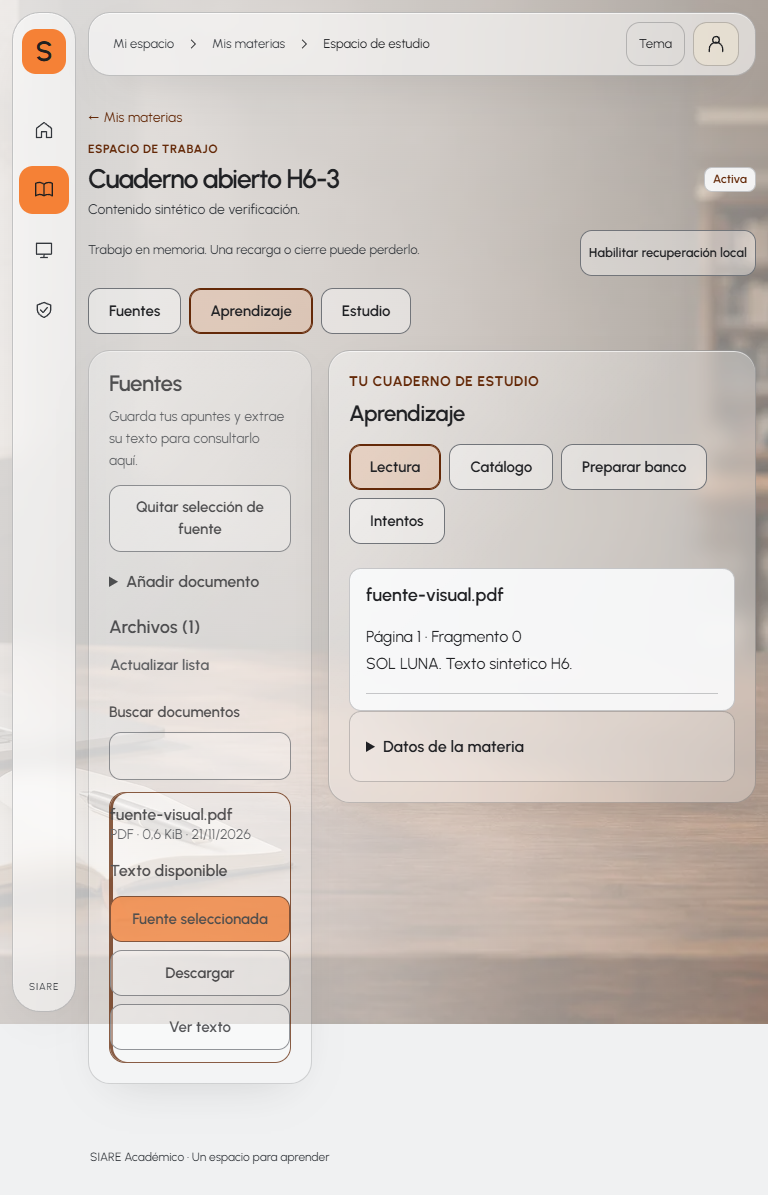 S
Mi espacio > Mis materias > Espacio de estudio
Tema
← Mis materias
ESPACIO DE TRABAJO
Cuaderno abierto H6-3
Activa
Contenido sintético de verificación.
Trabajo en memoria. Una recarga o cierre puede perderlo.
Habilitar recuperación local
Fuentes
Aprendizaje
Estudio
Fuentes
Guarda tus apuntes y extrae
su texto para consultarlo
aquí.
Quitar selección de
fuente
Añadir documento
Archivos (1)
Actualizar lista
Buscar documentos
fuente-visual.pdf
PDF · 0,6 KiB · 21/11/2026
Texto disponible
Fuente seleccionada
Descargar
Ver texto
TU CUADERNO DE ESTUDIO
Aprendizaje
Lectura
Catálogo
Preparar banco
Intentos
fuente-visual.pdf
Página 1 · Fragmento 0
SOL LUNA. Texto sintetico H6.
Datos de la materia
SIARE
SIARE Académico · Un espacio para aprender